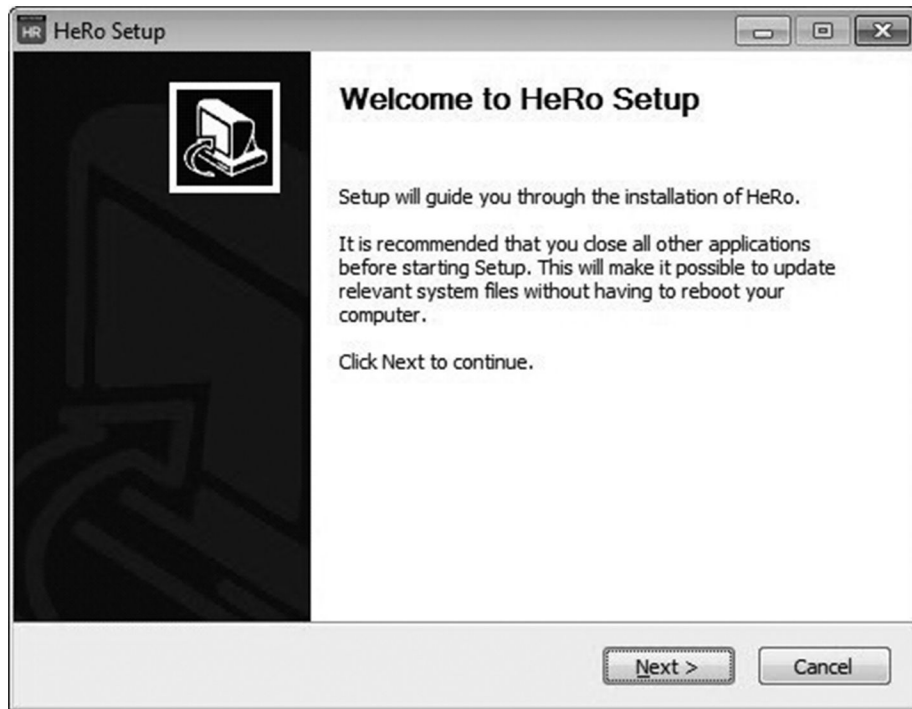 HR HeRo Setup
Welcome to HeRo Setup
Setup will guide you through the installation of HeRo.
It is recommended that you close all other applications
before starting Setup. This will make it possible to update
relevant system files without having to reboot your
computer.
Click Next to continue.
Next > Cancel